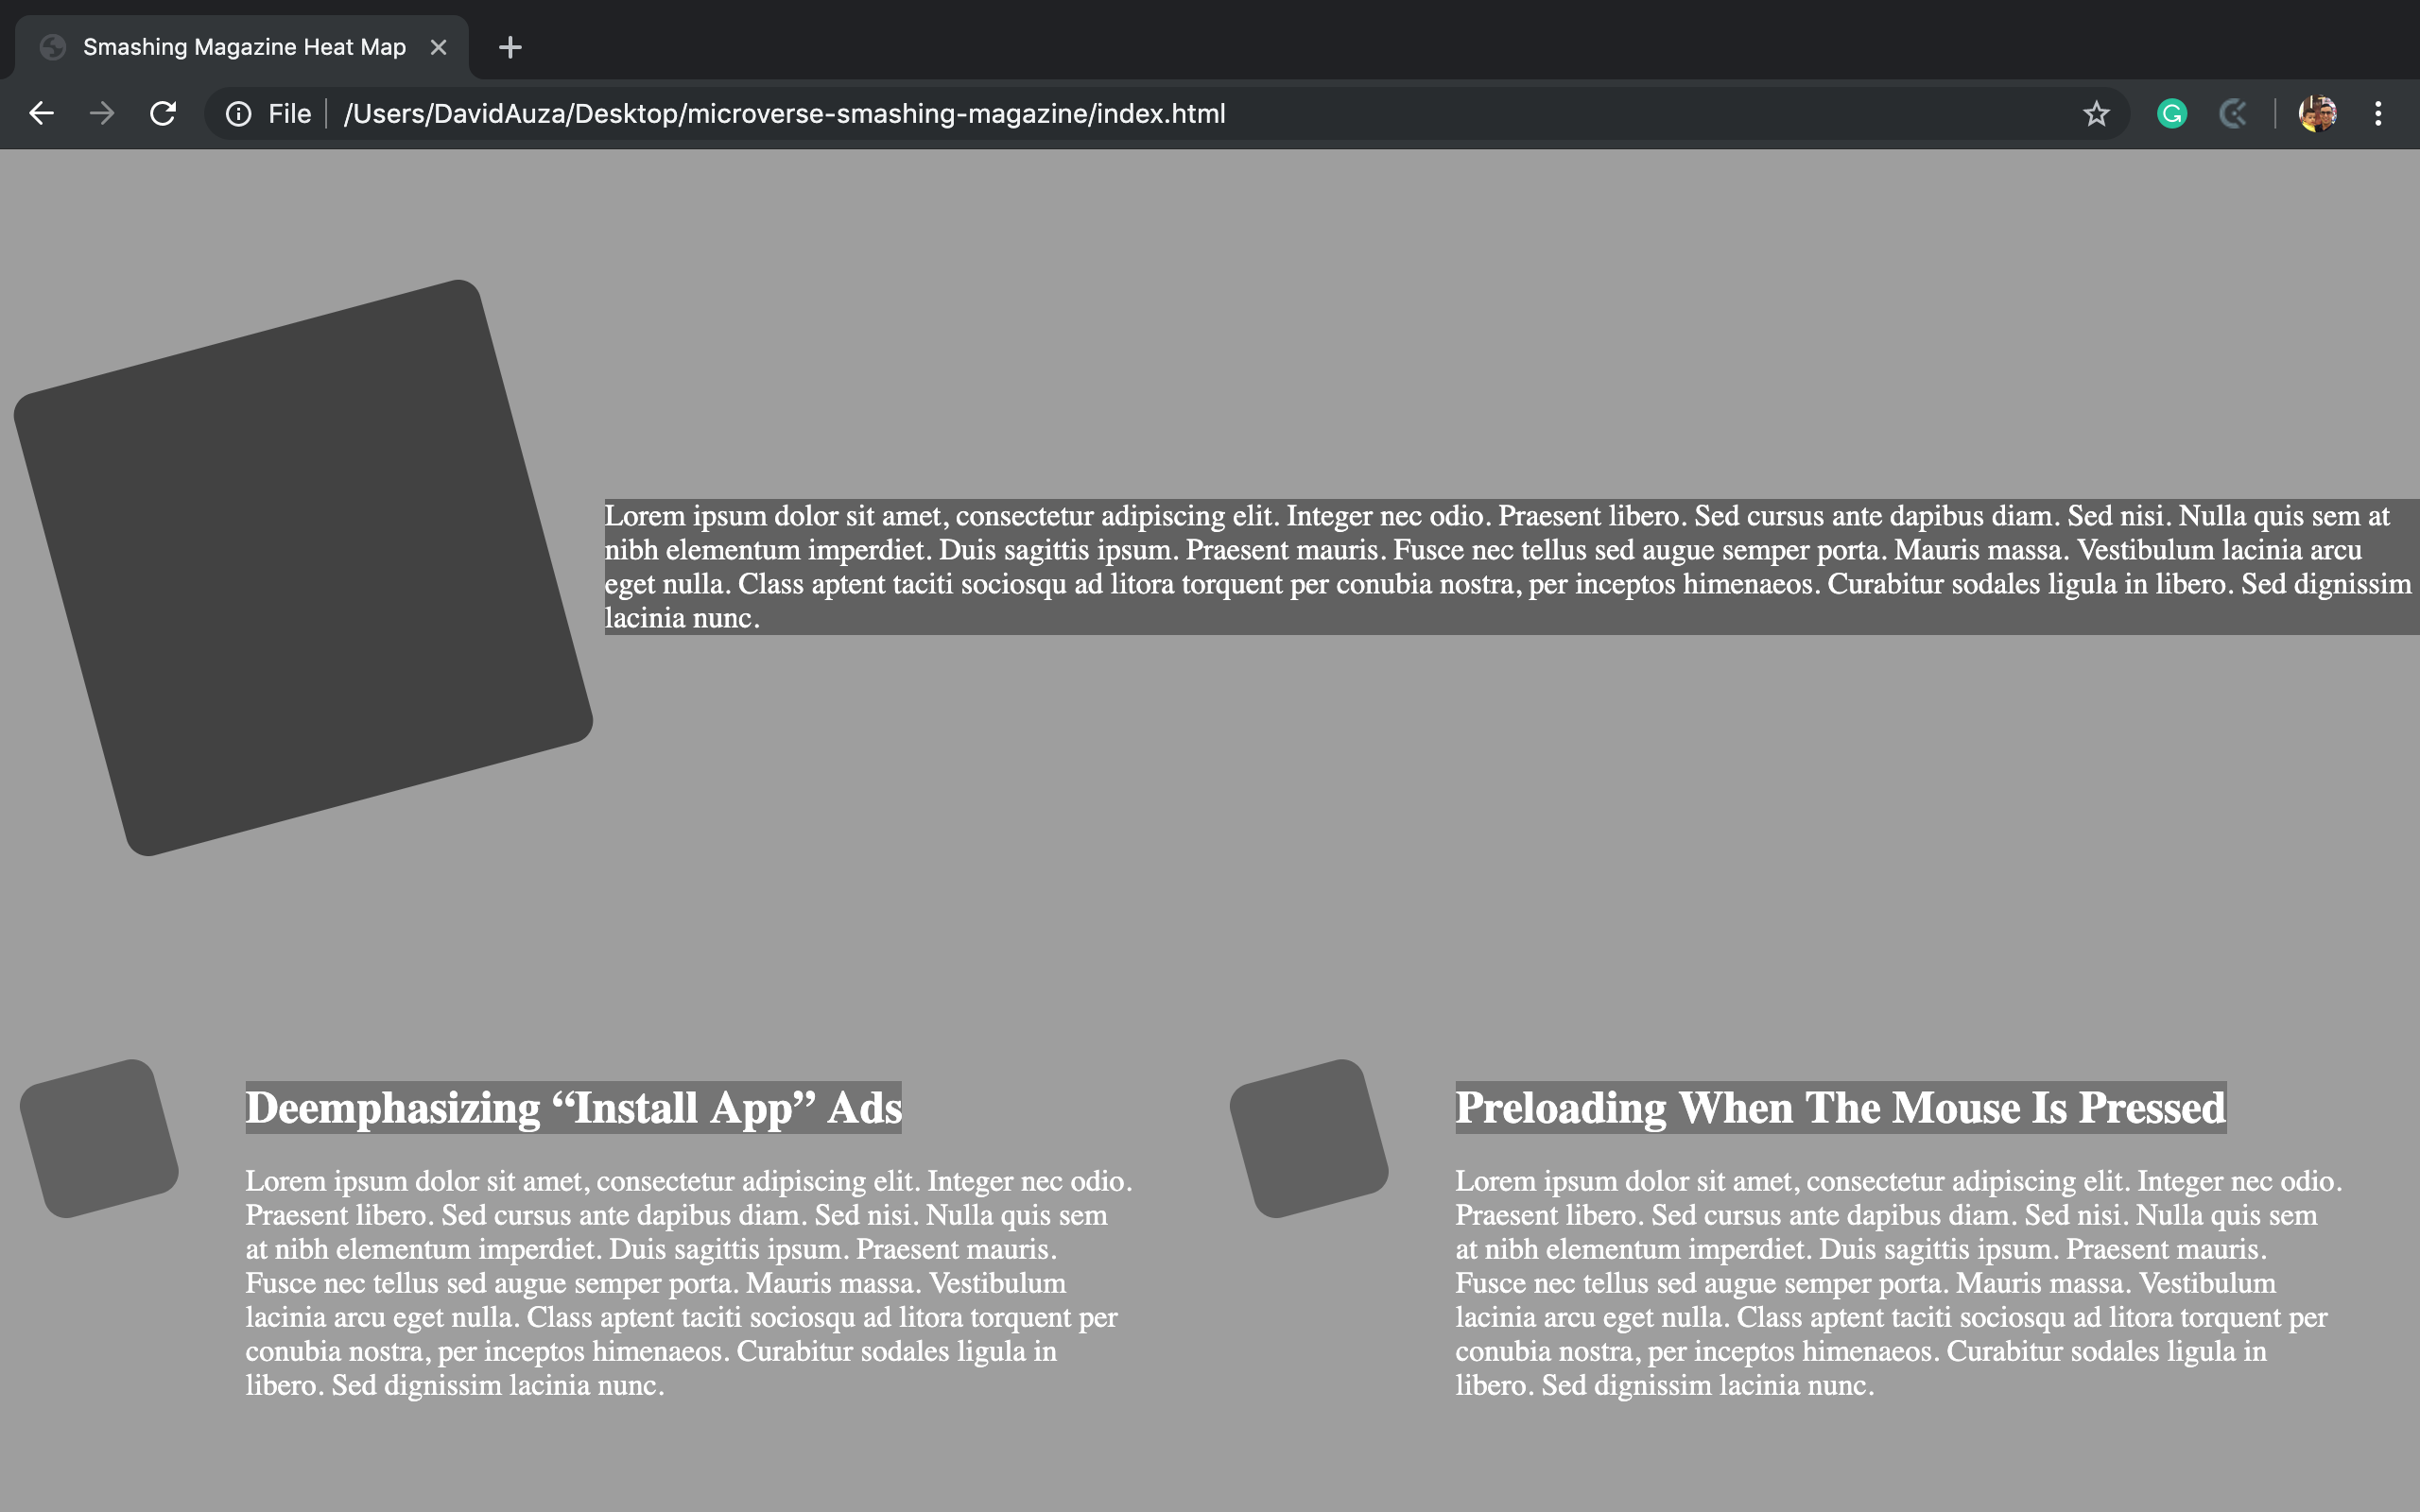 Smashing Magazine Heat Map
File
/Users/DavidAuza/Desktop/microverse-smashing-magazine/index.html
Lorem ipsum dolor sit amet, consectetur adipiscing elit. Integer nec odio. Praesent libero. Sed cursus ante dapibus diam. Sed nisi. Nulla quis sem at
nibh elementum imperdiet. Duis sagittis ipsum. Praesent mauris. Fusce nec tellus sed augue semper porta. Mauris massa. Vestibulum lacinia arcu
eget nulla. Class aptent taciti sociosqu ad litora torquent per conubia nostra, per inceptos himenaeos. Curabitur sodales ligula in libero. Sed dignissim
lacinia nunc.
Deemphasizing “Install App” Ads
Lorem ipsum dolor sit amet, consectetur adipiscing elit. Integer nec odio.
Praesent libero. Sed cursus ante dapibus diam. Sed nisi. Nulla quis sem
at nibh elementum imperdiet. Duis sagittis ipsum. Praesent mauris.
Fusce nec tellus sed augue semper porta. Mauris massa. Vestibulum
lacinia arcu eget nulla. Class aptent taciti sociosqu ad litora torquent per
conubia nostra, per inceptos himenaeos. Curabitur sodales ligula in
libero. Sed dignissim lacinia nunc.
Preloading When The Mouse Is Pressed
Lorem ipsum dolor sit amet, consectetur adipiscing elit. Integer nec odio.
Praesent libero. Sed cursus ante dapibus diam. Sed nisi. Nulla quis sem
at nibh elementum imperdiet. Duis sagittis ipsum. Praesent mauris.
Fusce nec tellus sed augue semper porta. Mauris massa. Vestibulum
lacinia arcu eget nulla. Class aptent taciti sociosqu ad litora torquent per
conubia nostra, per inceptos himenaeos. Curabitur sodales ligula in
libero. Sed dignissim lacinia nunc.